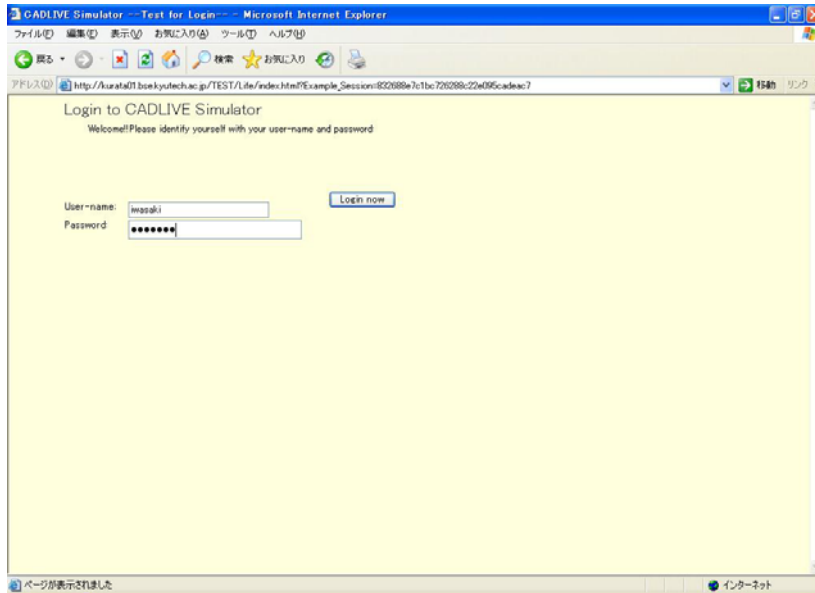 CADLIVE Simulator --Test for Login-- - Microsoft Internet Explorer
ファイル(F) 編集(E) 表示(V) お気に入り(A) ツール(T) ヘルプ(H)
戻る 検索 お気に入り
アドレス(D) http://kurata01.bse.kyutech.ac.jp/TEST/Life/index.html?Example_Session=832688e7c1bc726288c22e095cadeac7 移動 リンク
Login to CADLIVE Simulator
Welcome!!Please identify yourself with your user-name and password
Login now
User-name: iwasaki
Password: ●●●●●●●
ページが表示されました インターネット